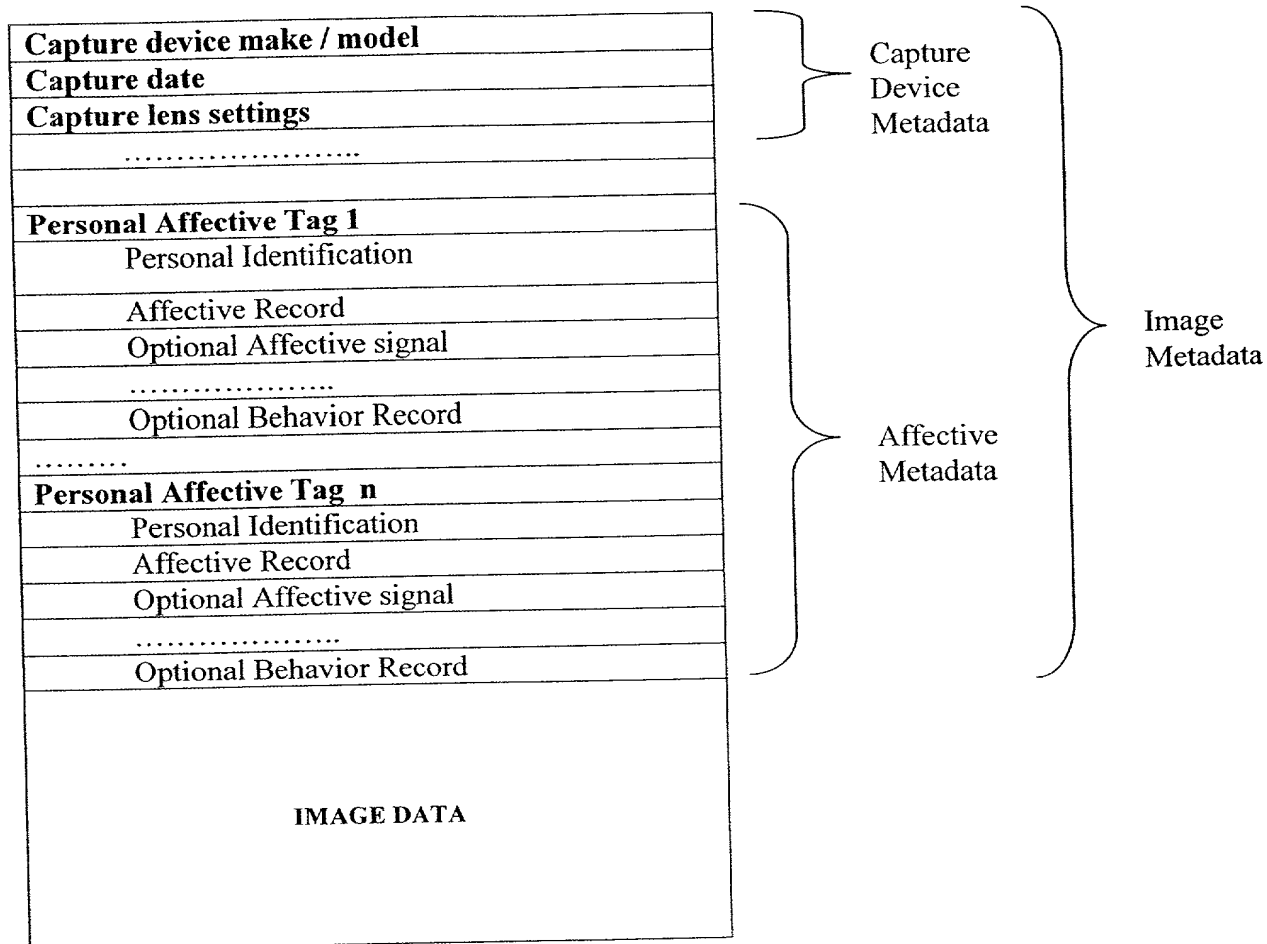 Capture device make / model
Capture date
Capture lens settings
........................
Personal Affective Tag 1
Personal Identification
Affective Record
Optional Affective signal
.....................
Optional Behavior Record
.........
Personal Affective Tag n
Personal Identification
Affective Record
Optional Affective signal
.....................
Optional Behavior Record
IMAGE DATA
Capture
Device
Metadata
Affective
Metadata
Image
Metadata